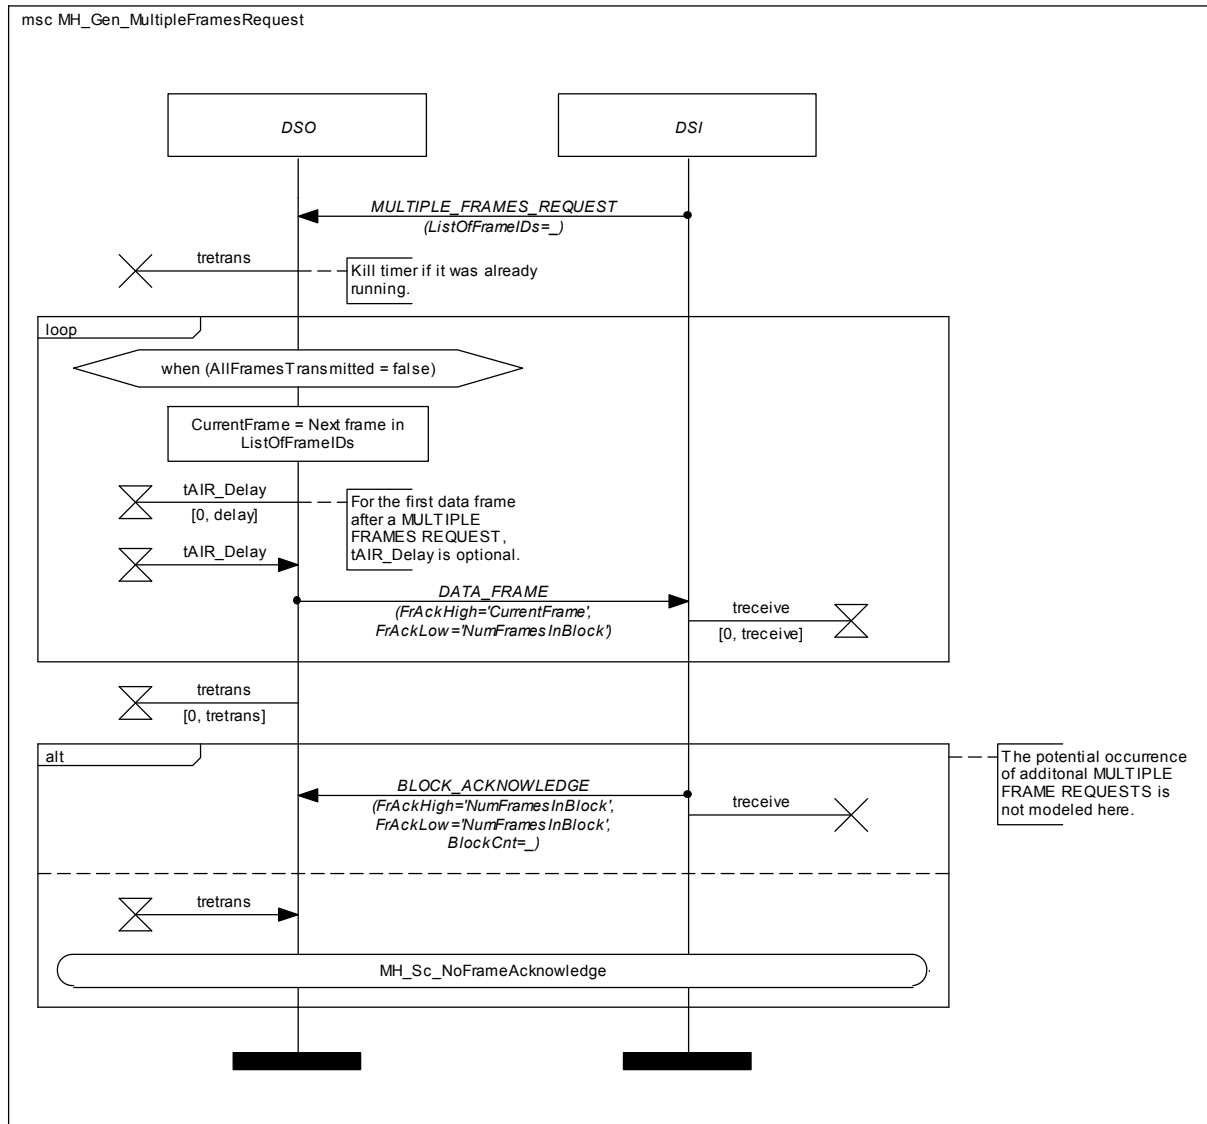 msc MH_Gen_MultipleFramesRequest
DSO
DSI
MULTIPLE_FRAMES_REQUEST
(ListOfFrameIDs=_)
tretrans
Kill timer if it was already
running.
loop
when (AllFramesTransmitted = false)
CurrentFrame = Next frame in
ListOfFrameIDs
tAIR_Delay
[0, delay]
For the first data frame
after a MULTIPLE
FRAMES REQUEST,
tAIR_Delay is optional.
tAIR_Delay
DATA_FRAME
(FrAckHigh='CurrentFrame',
FrAckLow='NumFramesInBlock')
treceive
[0, treceive]
tretrans
[0, tretrans]
alt
The potential occurrence
of additonal MULTIPLE
FRAME REQUESTS is
not modeled here.
BLOCK_ACKNOWLEDGE
(FrAckHigh='NumFramesInBlock',
FrAckLow='NumFramesInBlock',
BlockCnt=_)
treceive
tretrans
MH_Sc_NoFrameAcknowledge